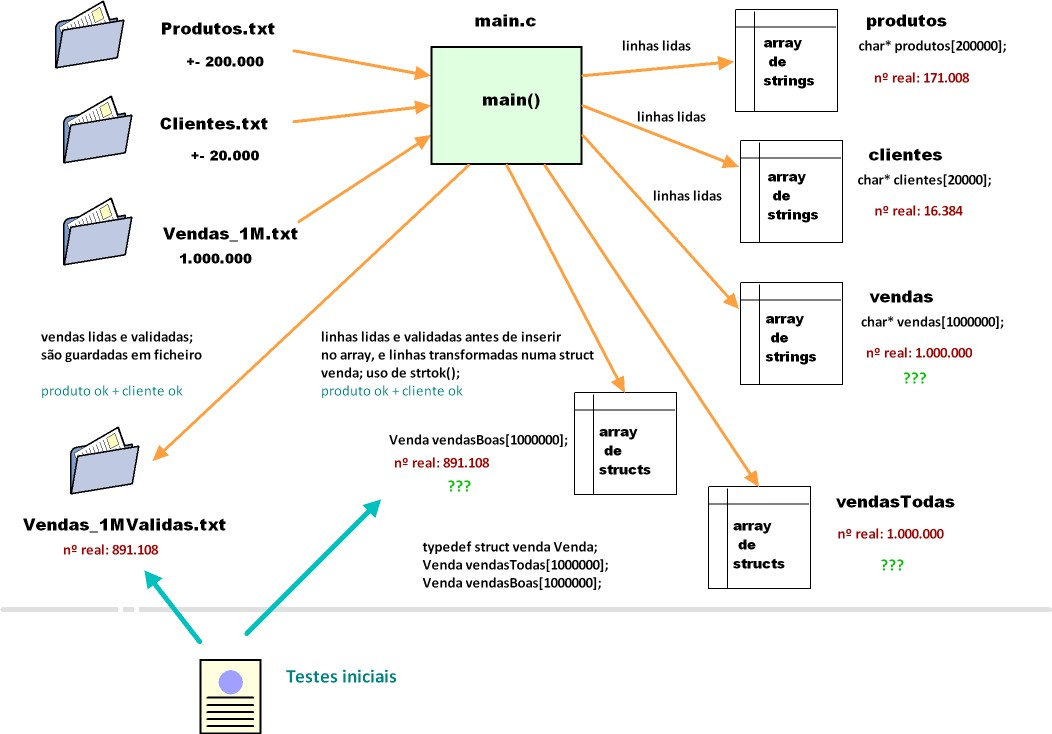 main.c
Produtos.txt
+- 200.000
main()
linhas lidas
array
de
strings
produtos
char* produtos[200000];
nº real: 171.008
Clientes.txt
+- 20.000
linhas lidas
array
de
strings
clientes
char* clientes[20000];
nº real: 16.384
Vendas_1M.txt
1.000.000
linhas lidas
array
de
strings
vendas
char* vendas[1000000];
nº real: 1.000.000
???
vendas lidas e validadas;
são guardadas em ficheiro
produto ok + cliente ok
linhas lidas e validadas antes de inserir
no array, e linhas transformadas numa struct
venda; uso de strtok();
produto ok + cliente ok
Venda vendasBoas[1000000];
nº real: 891.108
???
array
de
structs
Vendas_1MValidas.txt
nº real: 891.108
typedef struct venda Venda;
Venda vendasTodas[1000000];
Venda vendasBoas[1000000];
array
de
structs
vendasTodas
nº real: 1.000.000
???
Testes iniciais